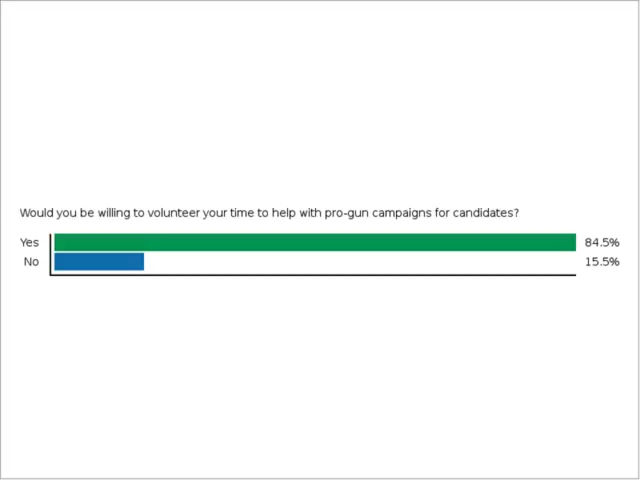 Would you be willing to volunteer your time to help with pro-gun campaigns for candidates?
Yes 84.5%
No 15.5%